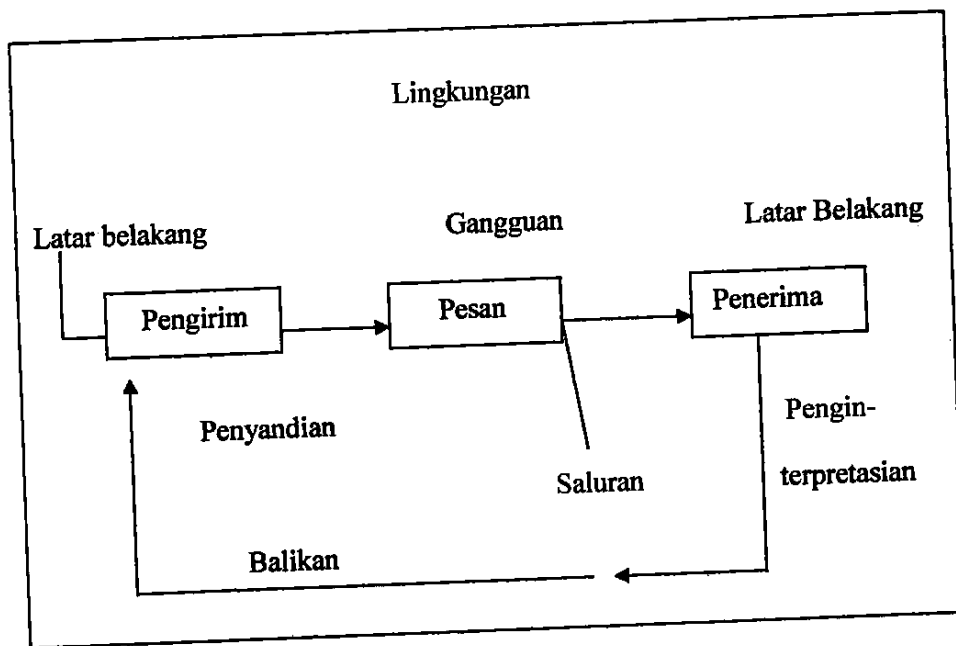 Lingkungan
Latar belakang
Gangguan
Latar Belakang
Pengirim
Pesan
Penerima
Penyandian
Saluran
Pengin-
terpretasian
Balikan